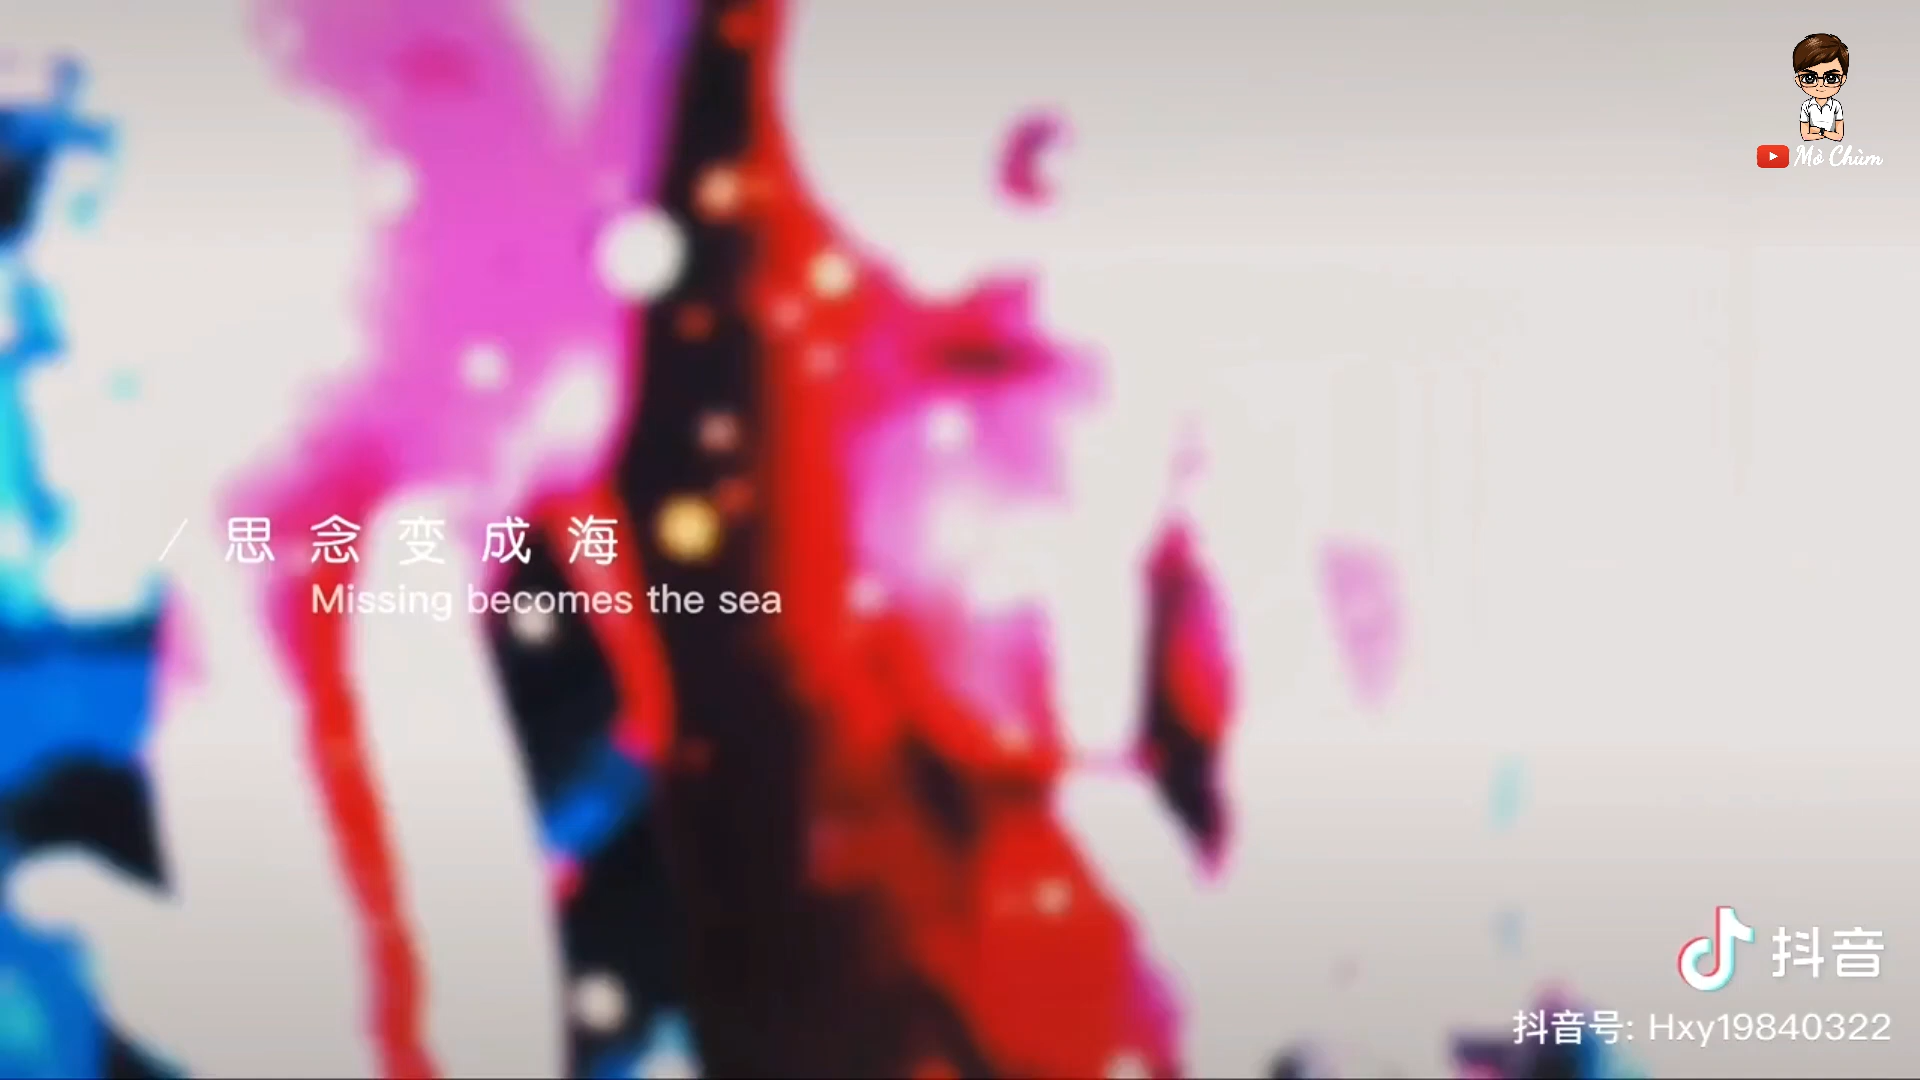 Mò Chùm
/ 思念变成海
Missing becomes the sea
抖音
抖音号: Hxy19840322